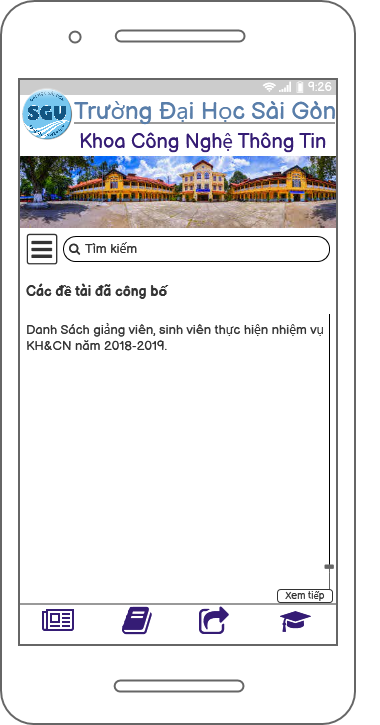 9:26
SGU
Trường Đại Học Sài Gòn
Khoa Công Nghệ Thông Tin
Tìm kiếm
Các đề tài đã công bố
Danh Sách giảng viên, sinh viên thực hiện nhiệm vụ
KH&CN năm 2018-2019.
Xem tiếp